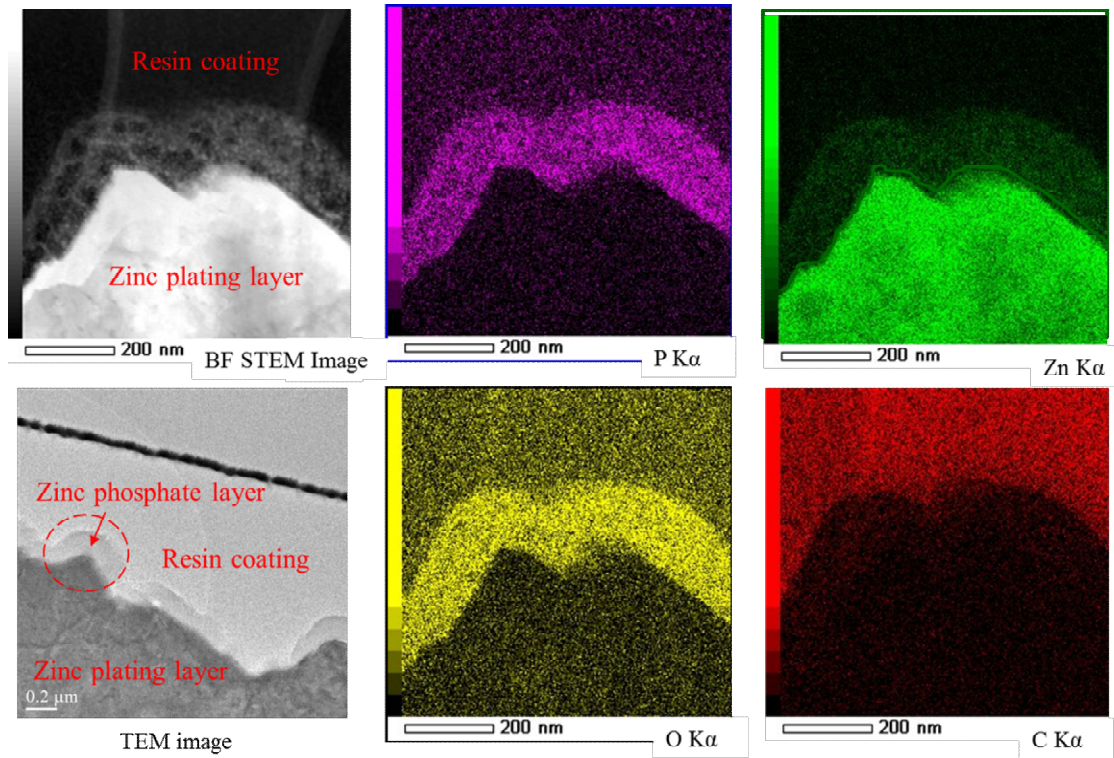 Resin coating
Zinc plating layer
200 nm
BF STEM Image
200 nm
P Kα
200 nm
Zn Kα
Zinc phosphate layer
Resin coating
Zinc plating layer
0.2 μm
TEM image
200 nm
O Kα
200 nm
C Kα